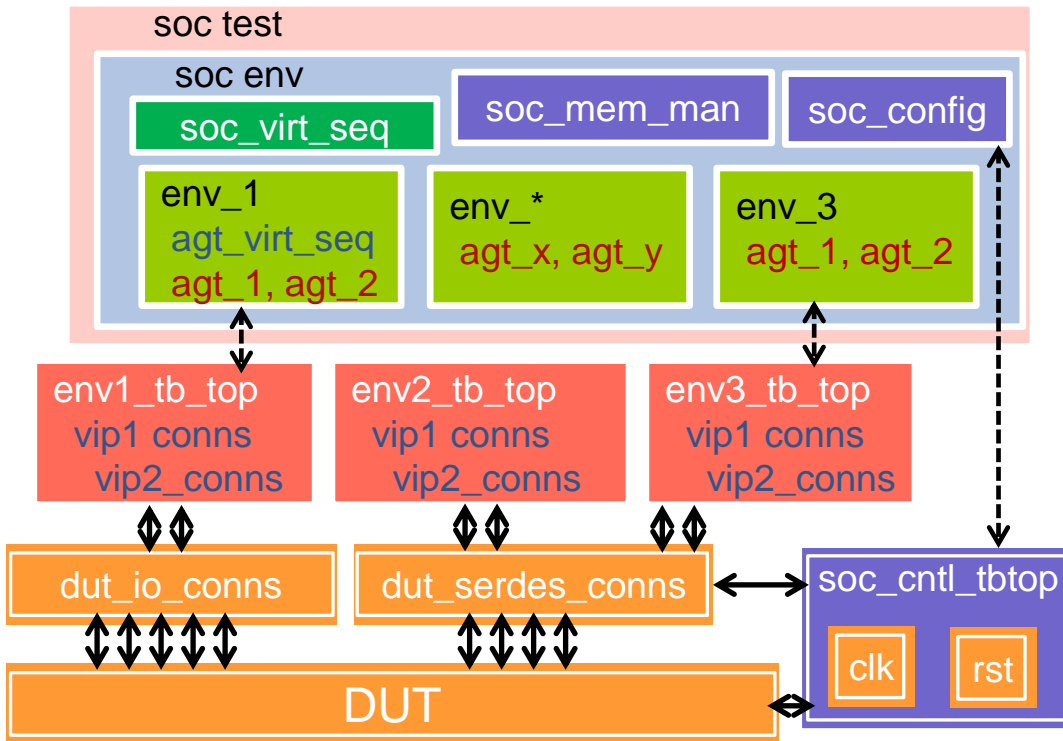 soc test
soc env
soc_virt_seq
soc_mem_man
soc_config
env_1
agt_virt_seq
agt_1, agt_2
env_*
agt_x, agt_y
env_3
agt_1, agt_2
env1_tb_top
vip1 conns
vip2_conns
env2_tb_top
vip1 conns
vip2_conns
env3_tb_top
vip1 conns
vip2_conns
dut_io_conns
dut_serdes_conns
soc_cntl_tbtop
clk
rst
DUT